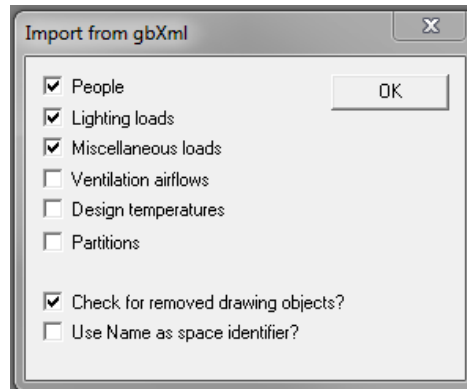 Import from gbXml
People
OK
Lighting loads
Miscellaneous loads
Ventilation airflows
Design temperatures
Partitions
Check for removed drawing objects?
Use Name as space identifier?